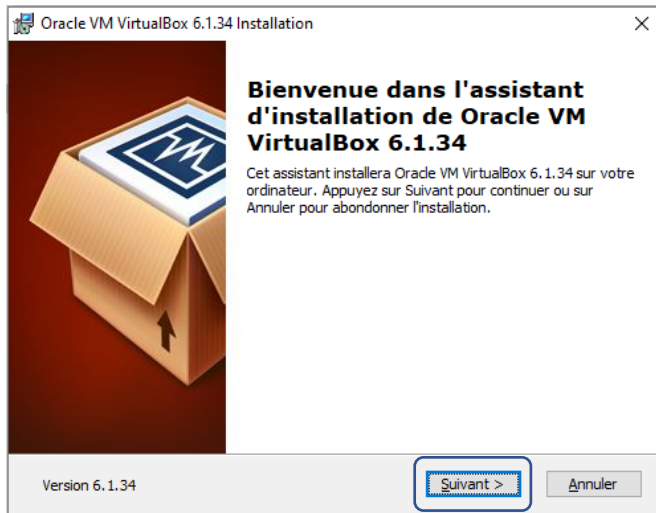 Oracle VM VirtualBox 6.1.34 Installation
Bienvenue dans l'assistant
d'installation de Oracle VM
VirtualBox 6.1.34
Cet assistant installera Oracle VM VirtualBox 6.1.34 sur votre
ordinateur. Appuyez sur Suivant pour continuer ou sur
Annuler pour abondonner l'installation.
Version 6.1.34
Suivant >
Annuler